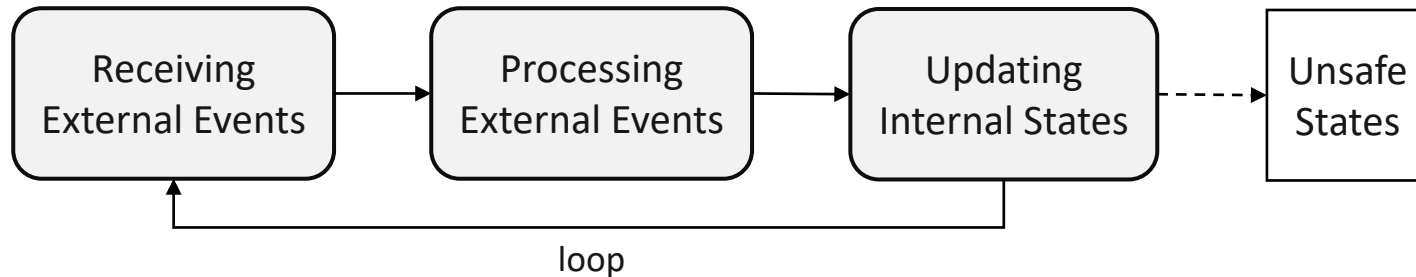 Receiving
External Events
Processing
External Events
Updating
Internal States
Unsafe
States
loop